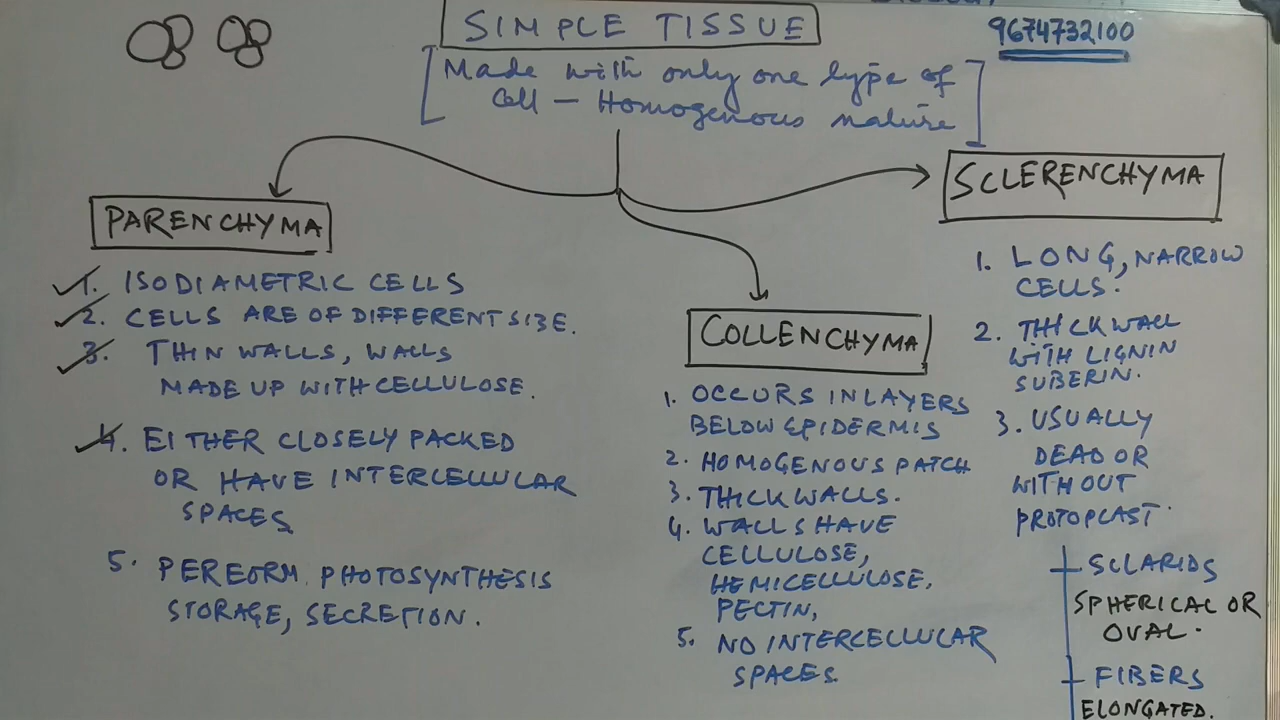 SIMPLE TISSUE
9674732100
[Made with only one type of
Cell - Homogenous nature]
PARENCHYMA
1. ISODIAMETRIC CELLS
2. CELLS ARE OF DIFFERENT SIZE.
3. THIN WALLS, WALLS
MADE UP WITH CELLULOSE.
4. EITHER CLOSELY PACKED
OR HAVE INTERCELLULAR
SPACES
5. PERFORM PHOTOSYNTHESIS
STORAGE, SECRETION.
COLLENCHYMA
1. OCCURS IN LAYERS
BELOW EPIDERMIS
2. HOMOGENOUS PATCH
3. THICK WALLS.
4. WALLS HAVE
CELLULOSE,
HEMICELLULOSE,
PECTIN,
5. NO INTERCELLULAR
SPACES
SCLERENCHYMA
1. LONG, NARROW
CELLS.
2. THICK WALL
WITH LIGNIN
SUBERIN.
3. USUALLY
DEAD OR
WITHOUT
PROTOPLAST.
SCLARIDS
SPHERICAL OR
OVAL.
FIBERS
ELONGATED.